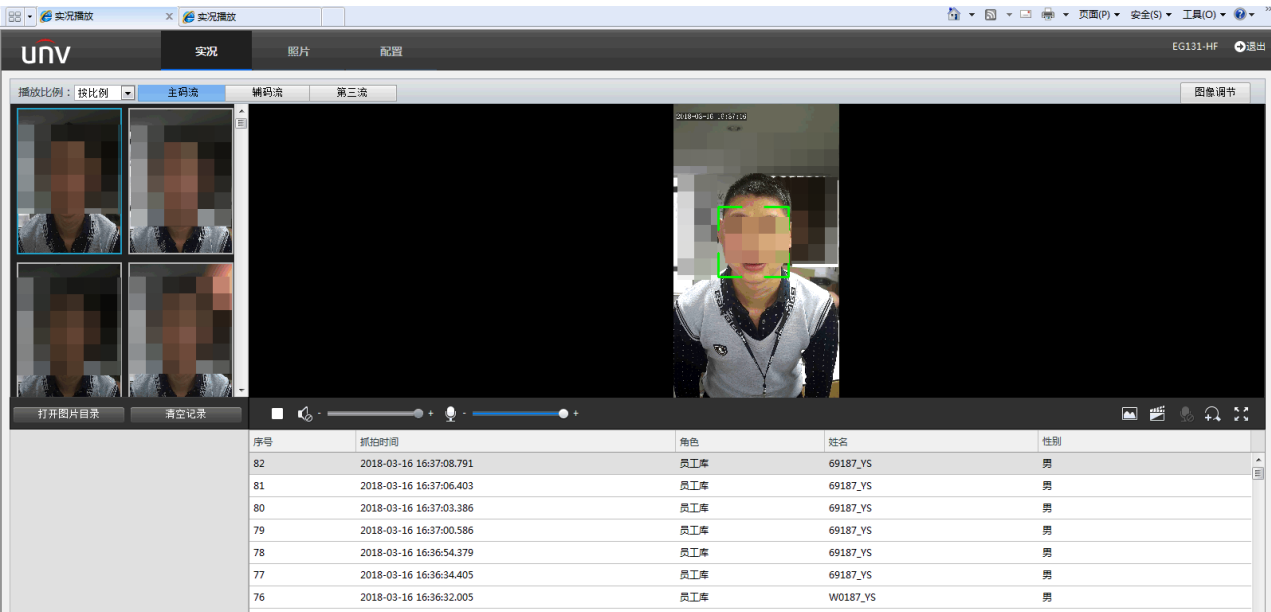 实况播放 x 实况播放 页面(P) 安全(S) 工具(O)
unv 实况 照片 配置 EG131-HF 退出
播放比例： 按比例 主码流 辅码流 第三流 图像调节
打开图片目录 清空记录 - + - +
序号 抓拍时间 角色 姓名 性别
82 2018-03-16 16:37:08.791 员工库 69187_YS 男
81 2018-03-16 16:37:06.403 员工库 69187_YS 男
80 2018-03-16 16:37:03.386 员工库 69187_YS 男
79 2018-03-16 16:37:00.586 员工库 69187_YS 男
78 2018-03-16 16:36:54.379 员工库 69187_YS 男
77 2018-03-16 16:36:34.405 员工库 69187_YS 男
76 2018-03-16 16:36:32.005 员工库 W0187_YS 男